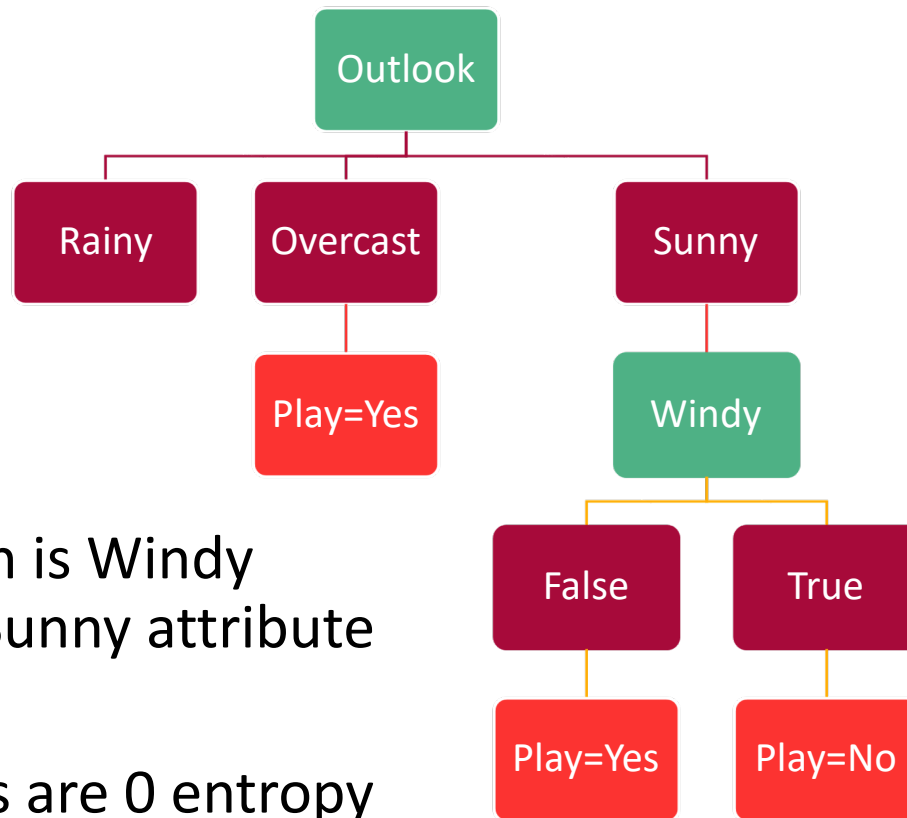 Outlook
Rainy
Overcast
Sunny
Play=Yes
Windy
is Windy
attribute
False
True
are 0 entropy
Play=Yes
Play=No